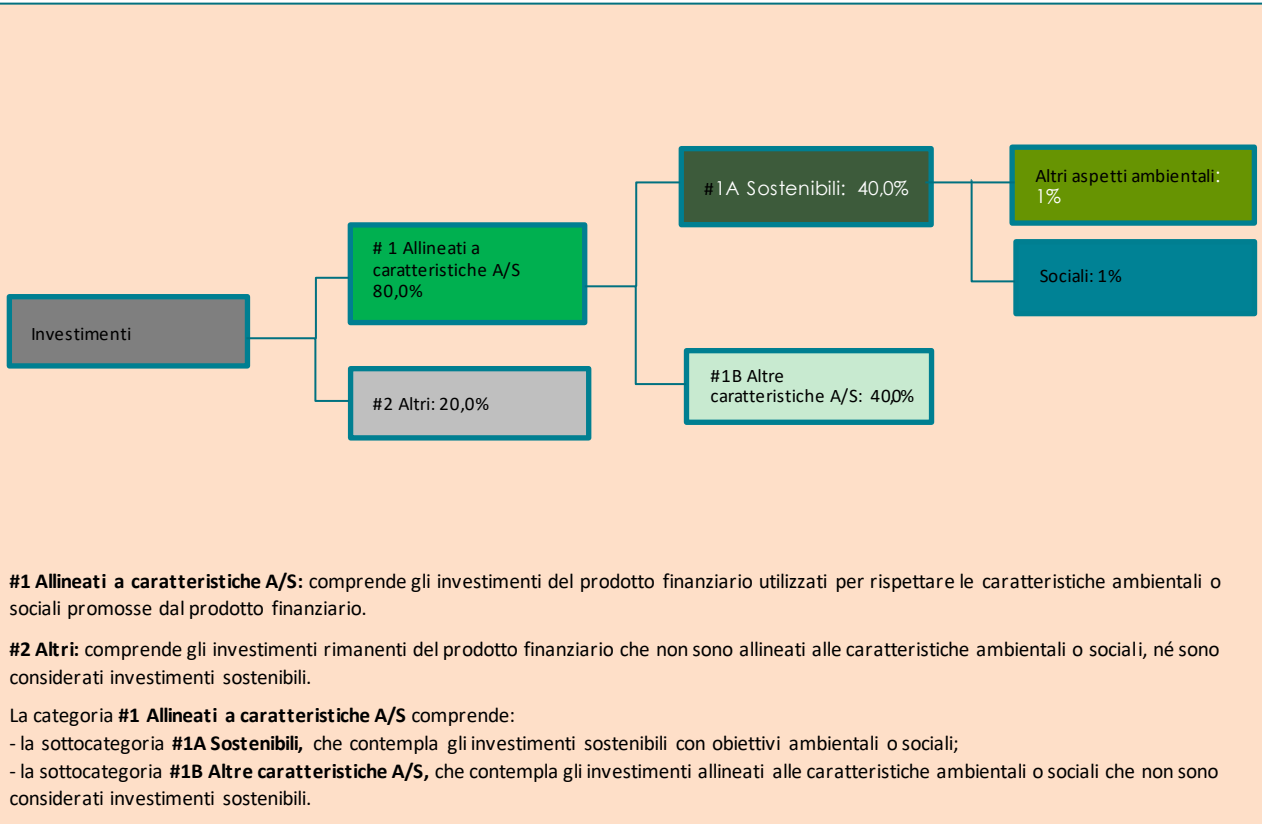 #1A Sostenibili: 40,0%
Altri aspetti ambientali:
1%
# 1 Allineati a
caratteristiche A/S
80,0%
Sociali: 1%
Investimenti
#1B Altre
caratteristiche A/S: 40,0%
#2 Altri: 20,0%
#1 Allineati a caratteristiche A/S: comprende gli investimenti del prodotto finanziario utilizzati per rispettare le caratteristiche ambientali o
sociali promosse dal prodotto finanziario.
#2 Altri: comprende gli investimenti rimanenti del prodotto finanziario che non sono allineati alle caratteristiche ambientali o sociali, né sono
considerati investimenti sostenibili.
La categoria #1 Allineati a caratteristiche A/S comprende:
- la sottocategoria #1A Sostenibili, che contempla gli investimenti sostenibili con obiettivi ambientali o sociali;
- la sottocategoria #1B Altre caratteristiche A/S, che contempla gli investimenti allineati alle caratteristiche ambientali o sociali che non sono
considerati investimenti sostenibili.